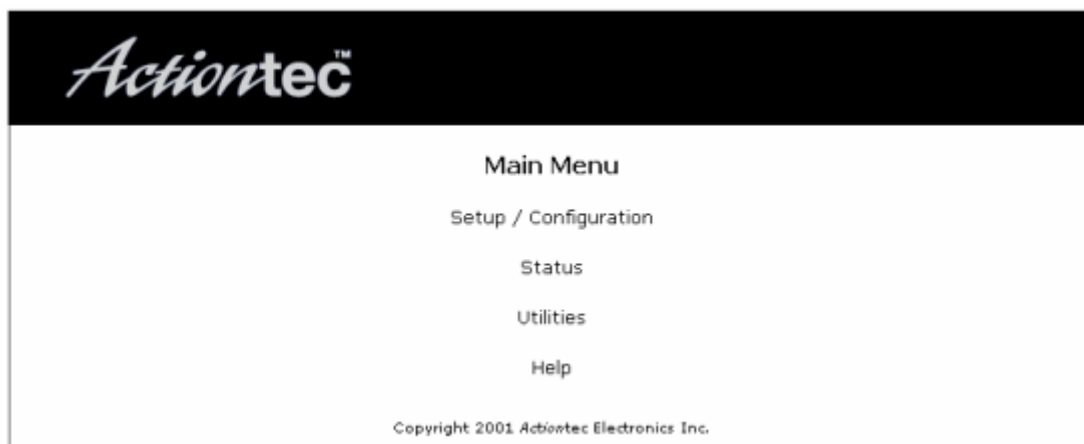 Actiontec™
Main Menu
Setup / Configuration
Status
Utilities
Help
Copyright 2001 Actiontec Electronics Inc.